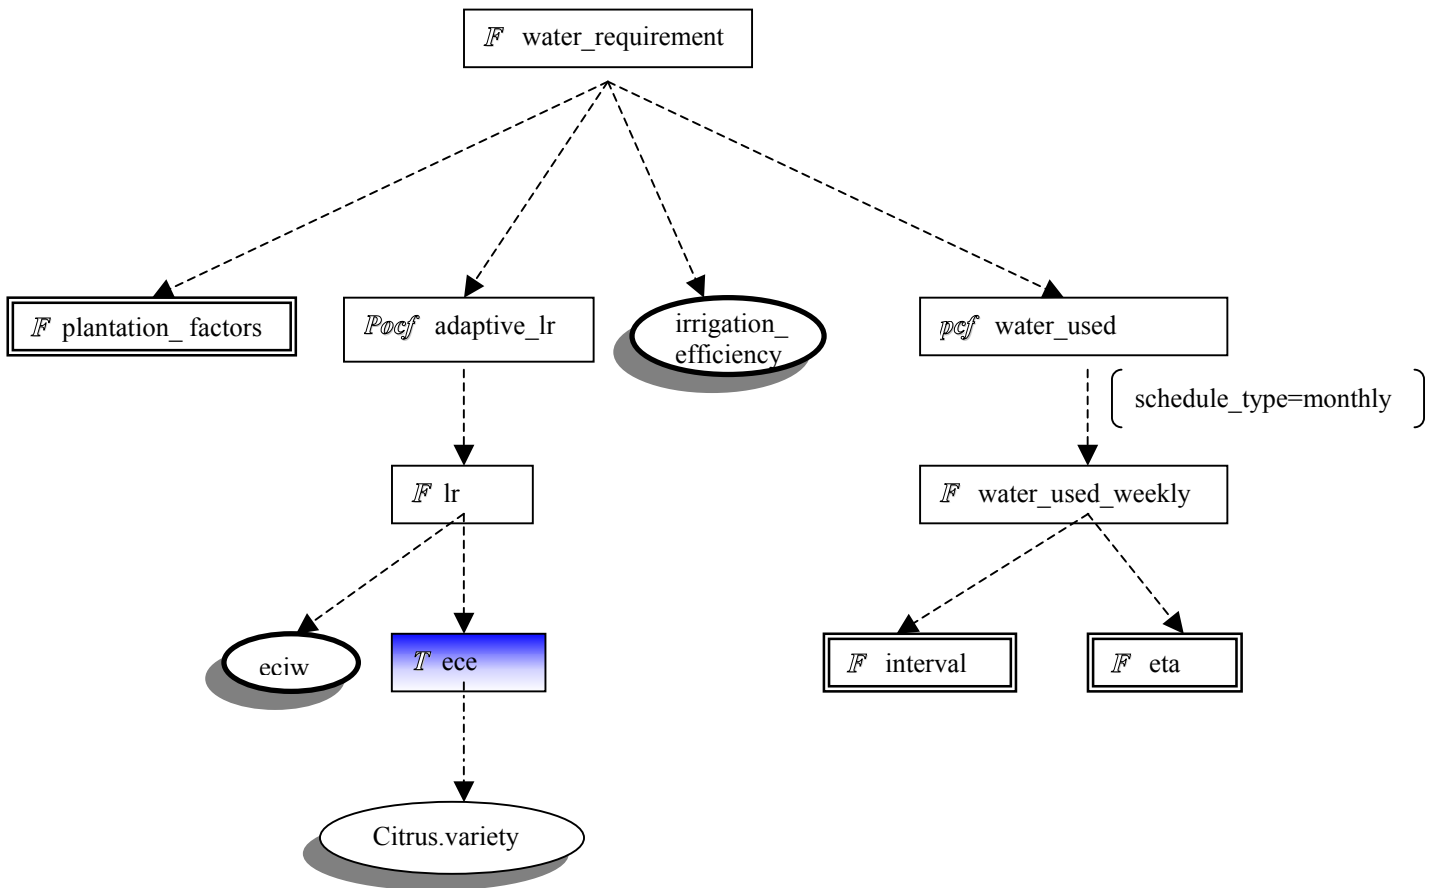 F water_requirement
F plantation_ factors
Pocf adaptive_lr
irrigation_
efficiency
pcf water_used
schedule_type=monthly
F lr
F water_used_weekly
eciw
T ece
F interval
F eta
Citrus.variety